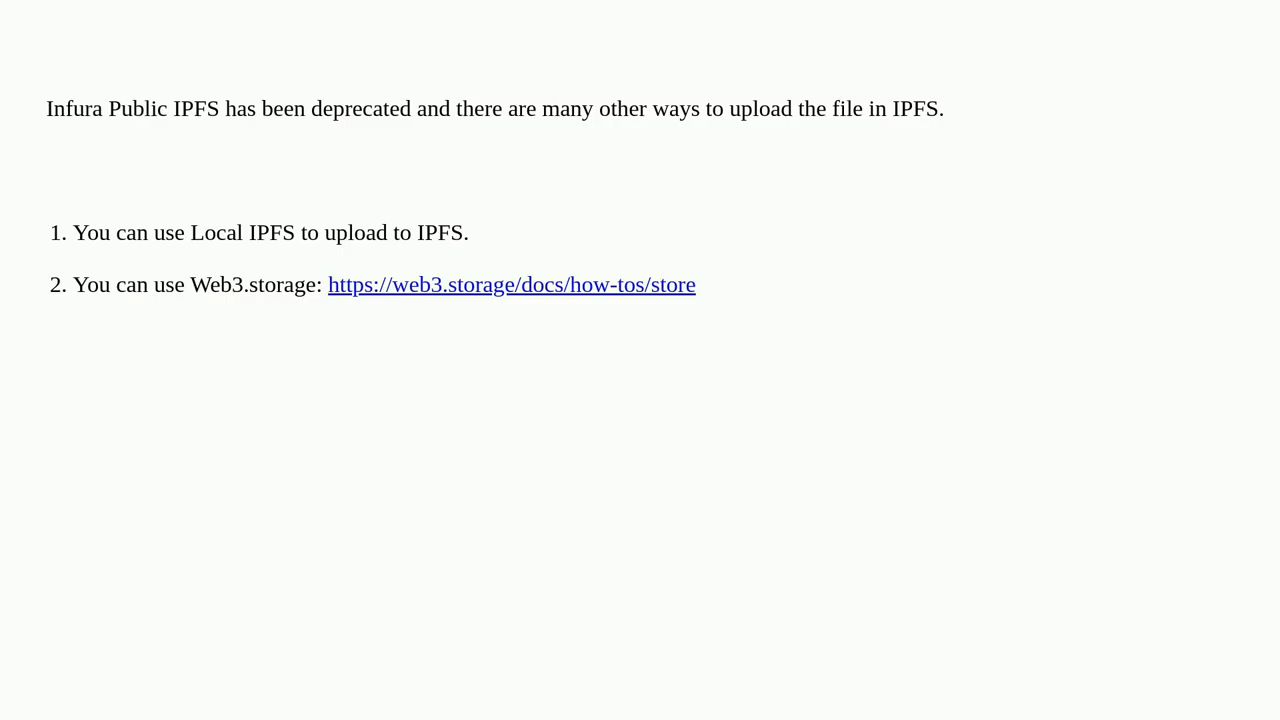 Infura Public IPFS has been deprecated and there are many other ways to upload the file in IPFS.
1. You can use Local IPFS to upload to IPFS.
2. You can use Web3.storage: https://web3.storage/docs/how-tos/store